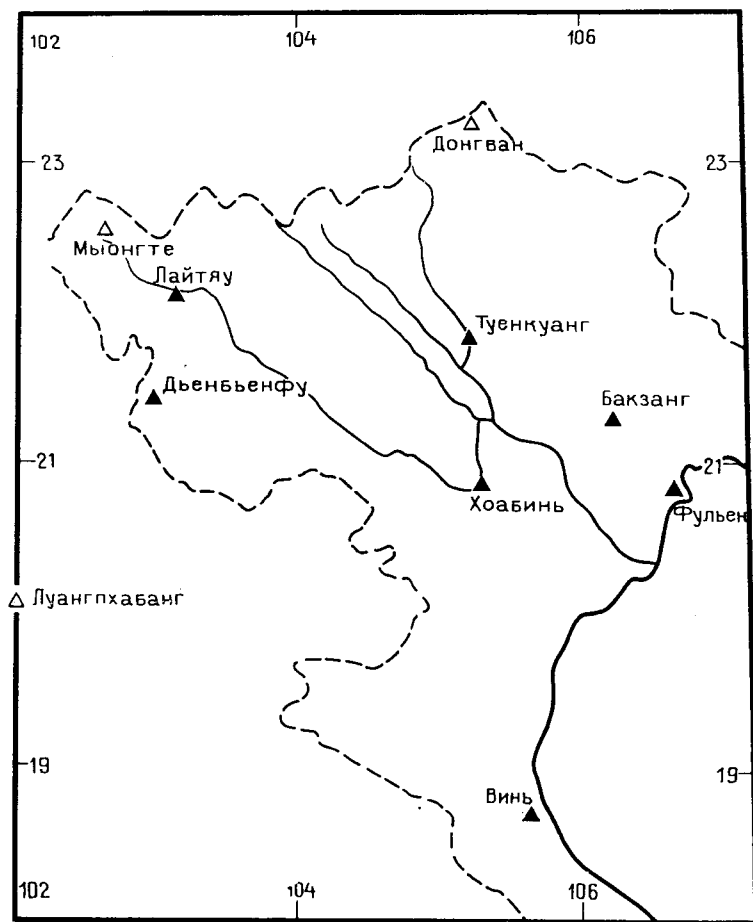 102
104
106
Донгван
23
23
Мыонгте
Лайтяу
Туенкуанг
Дьенбьенфу
Бакзанг
21
21
Хоабинь
Фульен
Луангпхабанг
19
19
Винь
102
104
106